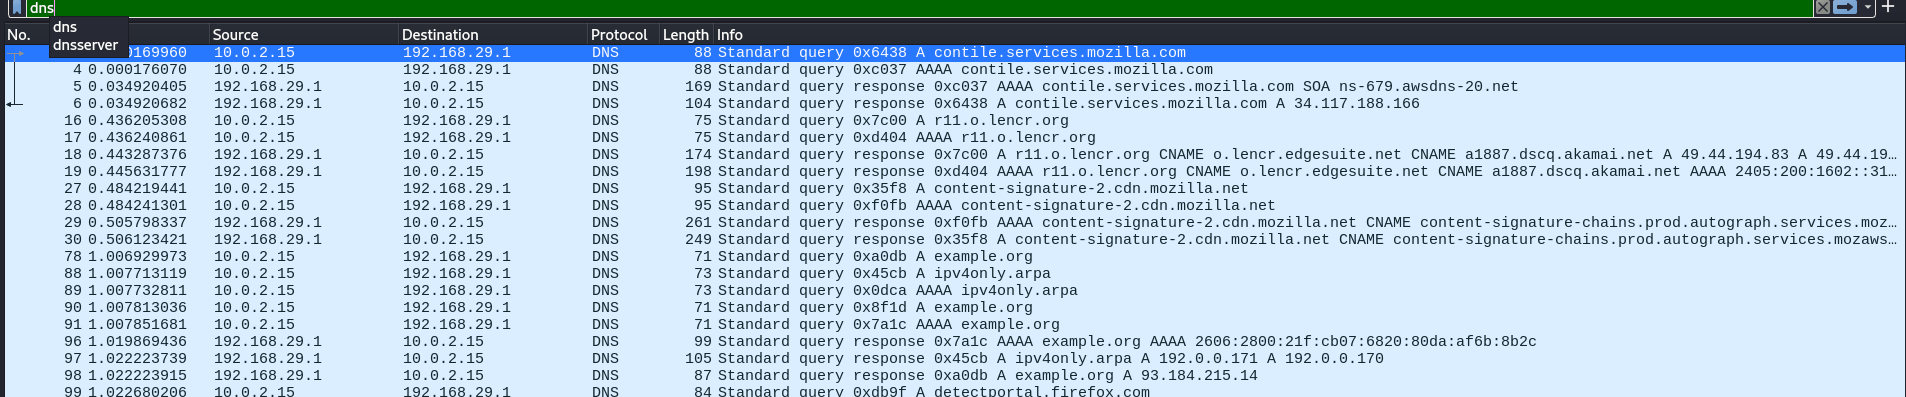 dns
dns
dnsserver
No. Source Destination Protocol Length Info
0169960 10.0.2.15 192.168.29.1 DNS 88 Standard query 0x6438 A contile.services.mozilla.com
4 0.000176070 10.0.2.15 192.168.29.1 DNS 88 Standard query 0xc037 AAAA contile.services.mozilla.com
5 0.034920405 192.168.29.1 10.0.2.15 DNS 169 Standard query response 0xc037 AAAA contile.services.mozilla.com SOA ns-679.awsdns-20.net
6 0.034920682 192.168.29.1 10.0.2.15 DNS 104 Standard query response 0x6438 A contile.services.mozilla.com A 34.117.188.166
16 0.436205308 10.0.2.15 192.168.29.1 DNS 75 Standard query 0x7c00 A r11.o.lencr.org
17 0.436240861 10.0.2.15 192.168.29.1 DNS 75 Standard query 0xd404 AAAA r11.o.lencr.org
18 0.443287376 192.168.29.1 10.0.2.15 DNS 174 Standard query response 0x7c00 A r11.o.lencr.org CNAME o.lencr.edgesuite.net CNAME a1887.dscq.akamai.net A 49.44.194.83 A 49.44.19…
19 0.445631777 192.168.29.1 10.0.2.15 DNS 198 Standard query response 0xd404 AAAA r11.o.lencr.org CNAME o.lencr.edgesuite.net CNAME a1887.dscq.akamai.net AAAA 2405:200:1602::31…
27 0.484219441 10.0.2.15 192.168.29.1 DNS 95 Standard query 0x35f8 A content-signature-2.cdn.mozilla.net
28 0.484241301 10.0.2.15 192.168.29.1 DNS 95 Standard query 0xf0fb AAAA content-signature-2.cdn.mozilla.net
29 0.505798337 192.168.29.1 10.0.2.15 DNS 261 Standard query response 0xf0fb AAAA content-signature-2.cdn.mozilla.net CNAME content-signature-chains.prod.autograph.services.moz…
30 0.506123421 192.168.29.1 10.0.2.15 DNS 249 Standard query response 0x35f8 A content-signature-2.cdn.mozilla.net CNAME content-signature-chains.prod.autograph.services.mozaws…
78 1.006929973 10.0.2.15 192.168.29.1 DNS 71 Standard query 0xa0db A example.org
88 1.007713119 10.0.2.15 192.168.29.1 DNS 73 Standard query 0x45cb A ipv4only.arpa
89 1.007732811 10.0.2.15 192.168.29.1 DNS 73 Standard query 0x0dca AAAA ipv4only.arpa
90 1.007813036 10.0.2.15 192.168.29.1 DNS 71 Standard query 0x8f1d A example.org
91 1.007851681 10.0.2.15 192.168.29.1 DNS 71 Standard query 0x7a1c AAAA example.org
96 1.019869436 192.168.29.1 10.0.2.15 DNS 99 Standard query response 0x7a1c AAAA example.org AAAA 2606:2800:21f:cb07:6820:80da:af6b:8b2c
97 1.022223739 192.168.29.1 10.0.2.15 DNS 105 Standard query response 0x45cb A ipv4only.arpa A 192.0.0.171 A 192.0.0.170
98 1.022223915 192.168.29.1 10.0.2.15 DNS 87 Standard query response 0xa0db A example.org A 93.184.215.14
99 1.022680206 10.0.2.15 192.168.29.1 DNS 84 Standard query 0xdb9f A detectportal.firefox.com